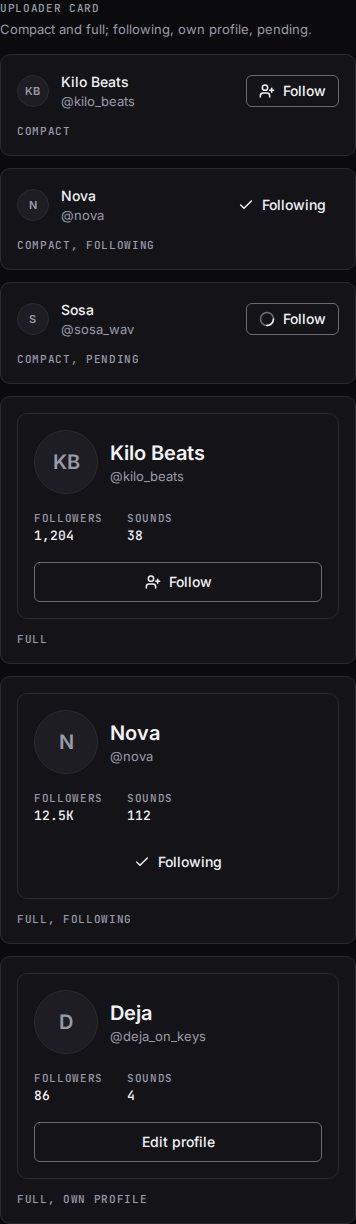 UPLOADER CARD
Compact and full; following, own profile, pending.
KB
Kilo Beats
@kilo_beats
Follow
COMPACT
N
Nova
@nova
Following
COMPACT, FOLLOWING
S
Sosa
@sosa_wav
Follow
COMPACT, PENDING
KB
Kilo Beats
@kilo_beats
FOLLOWERS SOUNDS
1,204 38
Follow
FULL
N
Nova
@nova
FOLLOWERS SOUNDS
12.5K 112
Following
FULL, FOLLOWING
D
Deja
@deja_on_keys
FOLLOWERS SOUNDS
86 4
Edit profile
FULL, OWN PROFILE